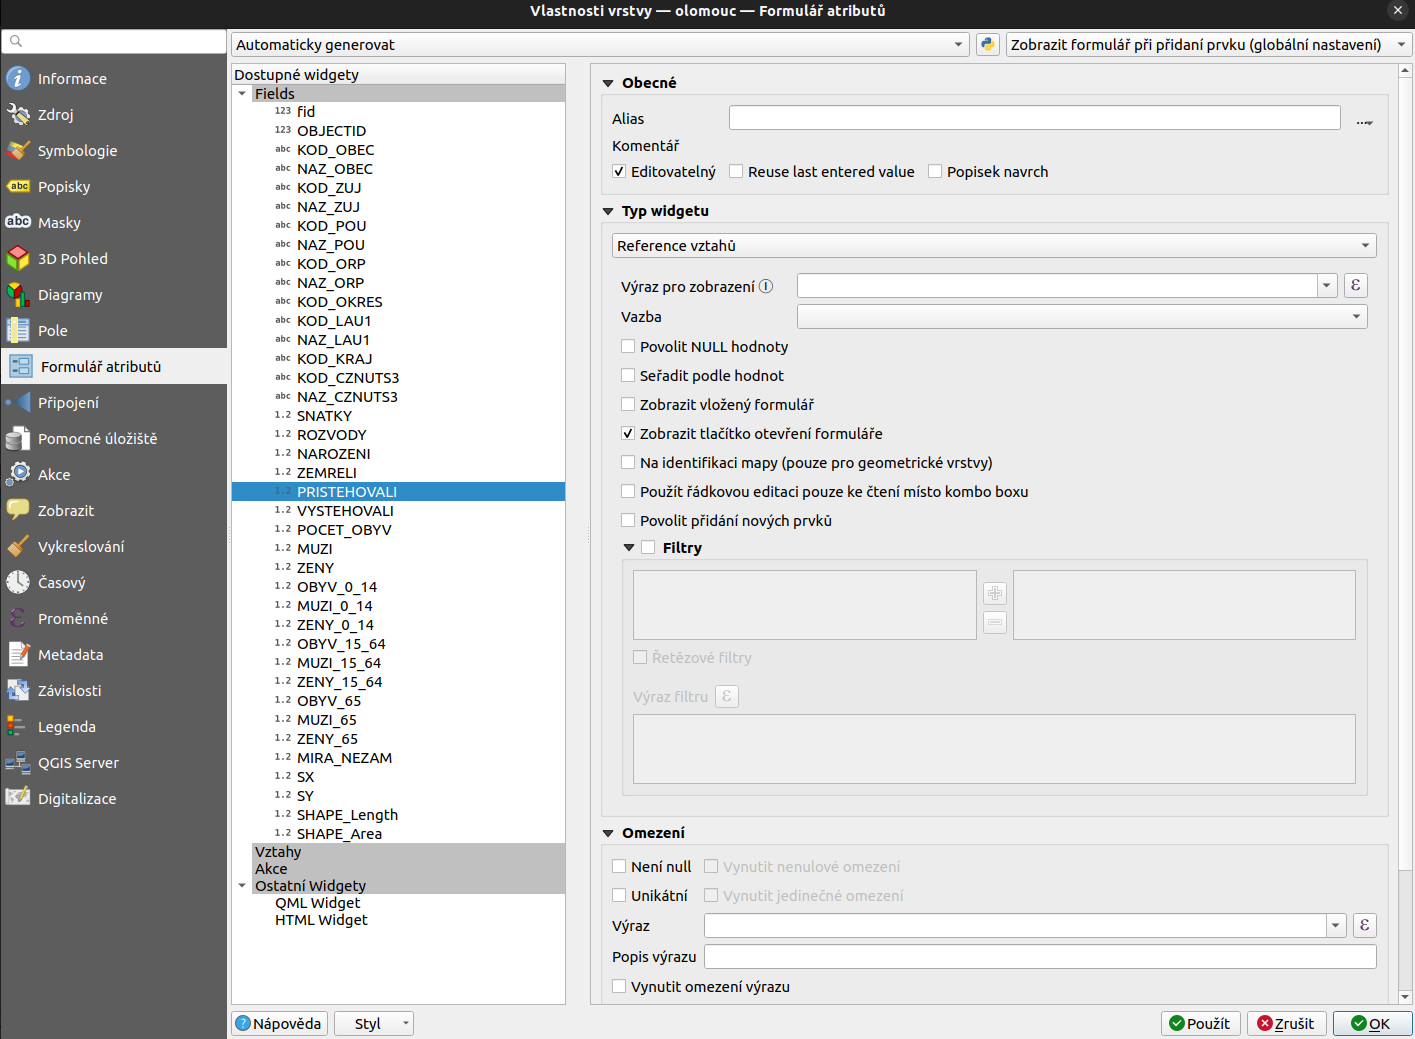 Vlastnosti vrstvy — olomouc — Formulář atributů
Automaticky generovat
Zobrazit formulář při přidaní prvku (globální nastavení)
Informace
Zdroj
Symbologie
abc Popisky
abc Masky
3D Pohled
Diagramy
Pole
Formulář atributů
Připojení
Pomocné úložiště
Akce
Zobrazit
Vykreslování
Časový
Proměnné
Metadata
Závislosti
Legenda
QGIS Server
Digitalizace
Dostupné widgety
Fields
123 fid
123 OBJECTID
abc KOD_OBEC
abc NAZ_OBEC
abc KOD_ZUJ
abc NAZ_ZUJ
abc KOD_POU
abc NAZ_POU
abc KOD_ORP
abc NAZ_ORP
abc KOD_OKRES
abc KOD_LAU1
abc NAZ_LAU1
abc KOD_KRAJ
abc KOD_CZNUTS3
abc NAZ_CZNUTS3
1.2 SNATKY
1.2 ROZVODY
1.2 NAROZENI
1.2 ZEMRELI
1.2 PRISTEHOVALI
1.2 VYSTEHOVALI
1.2 POCET_OBYV
1.2 MUZI
1.2 ZENY
1.2 OBYV_0_14
1.2 MUZI_0_14
1.2 ZENY_0_14
1.2 OBYV_15_64
1.2 MUZI_15_64
1.2 ZENY_15_64
1.2 OBYV_65
1.2 MUZI_65
1.2 ZENY_65
1.2 MIRA_NEZAM
1.2 SX
1.2 SY
1.2 SHAPE_Length
1.2 SHAPE_Area
Vztahy
Akce
Ostatní Widgety
QML Widget
HTML Widget
Obecné
Alias
...
Komentář
Editovatelný Reuse last entered value Popisek navrch
Typ widgetu
Reference vztahů
Výraz pro zobrazení ε
Vazba
Povolit NULL hodnoty
Seřadit podle hodnot
Zobrazit vložený formulář
Zobrazit tlačítko otevření formuláře
Na identifikaci mapy (pouze pro geometrické vrstvy)
Použít řádkovou editaci pouze ke čtení místo kombo boxu
Povolit přidání nových prvků
Filtry
Řetězové filtry
Výraz filtru ε
Omezení
Není null Vynutit nenulové omezení
Unikátní Vynutit jedinečné omezení
Výraz ε
Popis výrazu
Vynutit omezení výrazu
Nápověda
Styl
Použít
Zrušit
OK